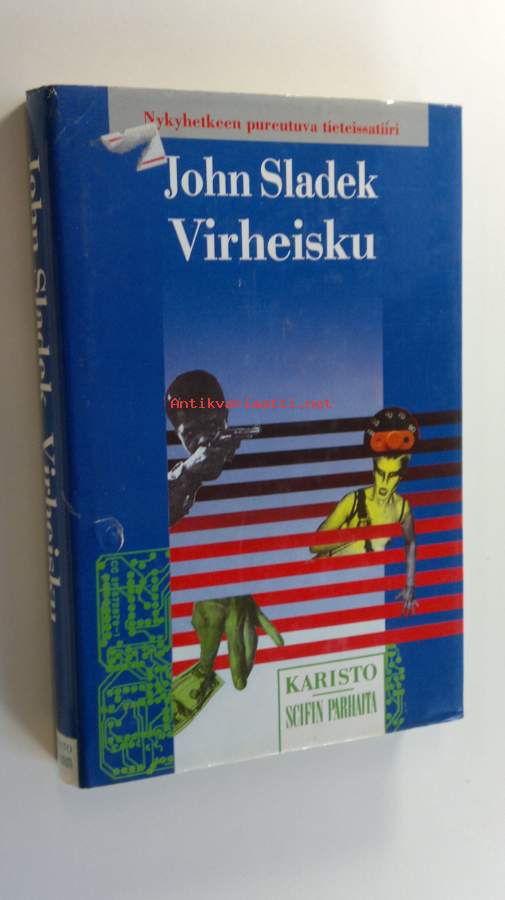 Nykyhetkeen pureutuva tieteissatiiri
John Sladek
Virheisku
Antikvariaatti.net
KARISTO
SCIFIN PARHAITA
John Sladek Virheisku